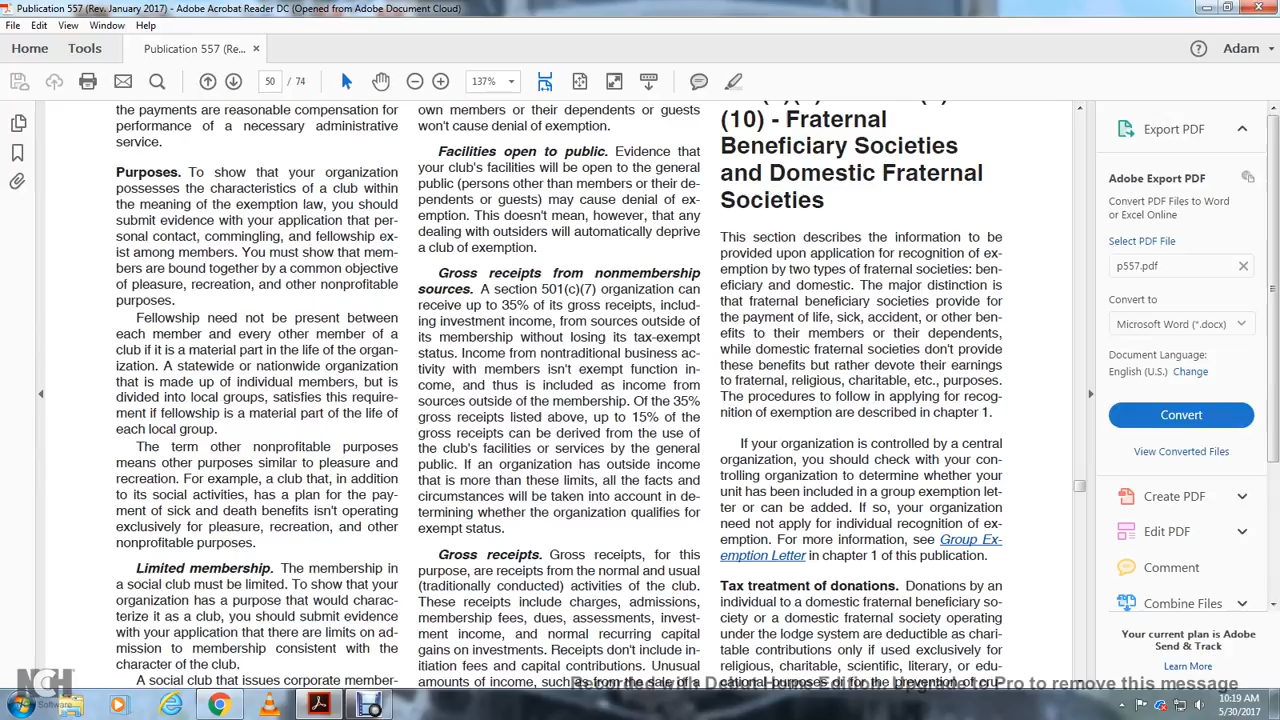 Publication 557 (Rev. January 2017) - Adobe Acrobat Reader DC (Opened from Adobe Document Cloud)
File Edit View Window Help
Home Tools Publication 557 (Re... × Adam
50 / 74 137%
the payments are reasonable compensation for
performance of a necessary administrative
service.
Purposes. To show that your organization
possesses the characteristics of a club within
the meaning of the exemption law, you should
submit evidence with your application that per-
sonal contact, commingling, and fellowship ex-
ist among members. You must show that mem-
bers are bound together by a common objective
of pleasure, recreation, and other nonprofitable
purposes.
Fellowship need not be present between
each member and every other member of a
club if it is a material part in the life of the organ-
ization. A statewide or nationwide organization
that is made up of individual members, but is
divided into local groups, satisfies this require-
ment if fellowship is a material part of the life of
each local group.
The term other nonprofitable purposes
means other purposes similar to pleasure and
recreation. For example, a club that, in addition
to its social activities, has a plan for the pay-
ment of sick and death benefits isn't operating
exclusively for pleasure, recreation, and other
nonprofitable purposes.
Limited membership. The membership in
a social club must be limited. To show that your
organization has a purpose that would charac-
terize it as a club, you should submit evidence
with your application that there are limits on ad-
mission to membership consistent with the
character of the club.
A social club that issues corporate member-
own members or their dependents or guests
won't cause denial of exemption.
Facilities open to public. Evidence that
your club's facilities will be open to the general
public (persons other than members or their de-
pendents or guests) may cause denial of ex-
emption. This doesn't mean, however, that any
dealing with outsiders will automatically deprive
a club of exemption.
Gross receipts from nonmembership
sources. A section 501(c)(7) organization can
receive up to 35% of its gross receipts, includ-
ing investment income, from sources outside of
its membership without losing its tax-exempt
status. Income from nontraditional business ac-
tivity with members isn't exempt function in-
come, and thus is included as income from
sources outside of the membership. Of the 35%
gross receipts listed above, up to 15% of the
gross receipts can be derived from the use of
the club's facilities or services by the general
public. If an organization has outside income
that is more than these limits, all the facts and
circumstances will be taken into account in de-
termining whether the organization qualifies for
exempt status.
Gross receipts. Gross receipts, for this
purpose, are receipts from the normal and usual
(traditionally conducted) activities of the club.
These receipts include charges, admissions,
membership fees, dues, assessments, invest-
ment income, and normal recurring capital
gains on investments. Receipts don't include in-
itiation fees and capital contributions. Unusual
amounts of income, such as from the sale of
(10) - Fraternal
Beneficiary Societies
and Domestic Fraternal
Societies
This section describes the information to be
provided upon application for recognition of ex-
emption by two types of fraternal societies: ben-
eficiary and domestic. The major distinction is
that fraternal beneficiary societies provide for
the payment of life, sick, accident, or other ben-
efits to their members or their dependents,
while domestic fraternal societies don't provide
these benefits but rather devote their earnings
to fraternal, religious, charitable, etc., purposes.
The procedures to follow in applying for recog-
nition of exemption are described in chapter 1.
If your organization is controlled by a central
organization, you should check with your con-
trolling organization to determine whether your
unit has been included in a group exemption let-
ter or can be added. If so, your organization
need not apply for individual recognition of ex-
emption. For more information, see Group Ex-
emption Letter in chapter 1 of this publication.
Tax treatment of donations. Donations by an
individual to a domestic fraternal beneficiary so-
ciety or a domestic fraternal society operating
under the lodge system are deductible as chari-
table contributions only if used exclusively for
religious, charitable, scientific, literary, or edu-
Export PDF
Adobe Export PDF
Convert PDF Files to Word
or Excel Online
Select PDF File
p557.pdf
Convert to
Microsoft Word (*.docx)
Document Language:
English (U.S.) Change
Convert
View Converted Files
Create PDF
Edit PDF
Comment
Combine Files
Your current plan is Adobe
Send & Track
Learn More
Recorded with Debut Home Edition. Upgrade to Pro to remove this message
NCH Software
10:19 AM
5/30/2017